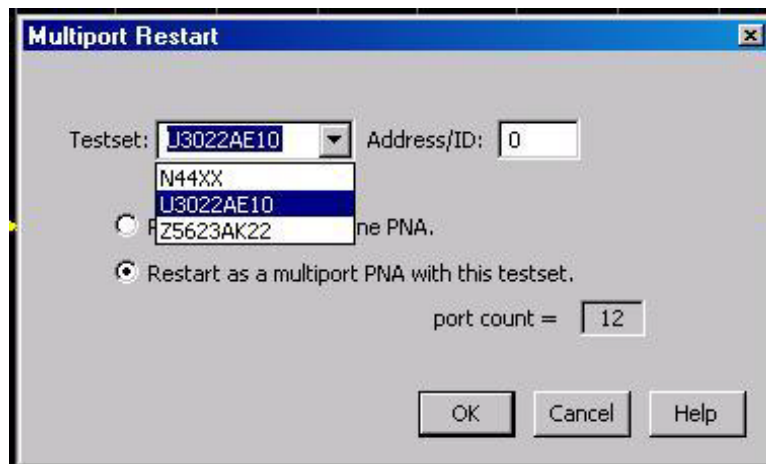 Multiport Restart
Testset: U3022AE10 Address/ID: 0
N44XX
U3022AE10
Z5623AK22
PNA.
Restart as a multiport PNA with this testset.
port count = 12
OK Cancel Help